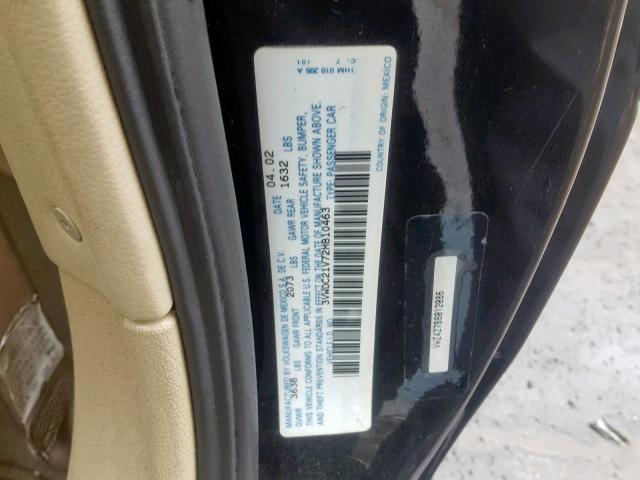 MANUFACTURED BY VOLKSWAGEN DE MEXICO S.A. DE C.V. DATE 04.02
GVWR 3638 LBS GAWR FRONT 2073 LBS GAWR REAR 1632 LBS
THIS VEHICLE CONFORMS TO ALL APPLICABLE U.S. FEDERAL MOTOR VEHICLE SAFETY, BUMPER,
AND THEFT PREVENTION STANDARDS IN EFFECT ON THE DATE OF MANUFACTURE SHOWN ABOVE.
VEHICLE I.D. NO. 3VWDC21V72M810463 TYPE: PASSENGER CAR
COUNTRY OF ORIGIN: MEXICO
1HM 010 205 A
VWZ4Z7B6012086